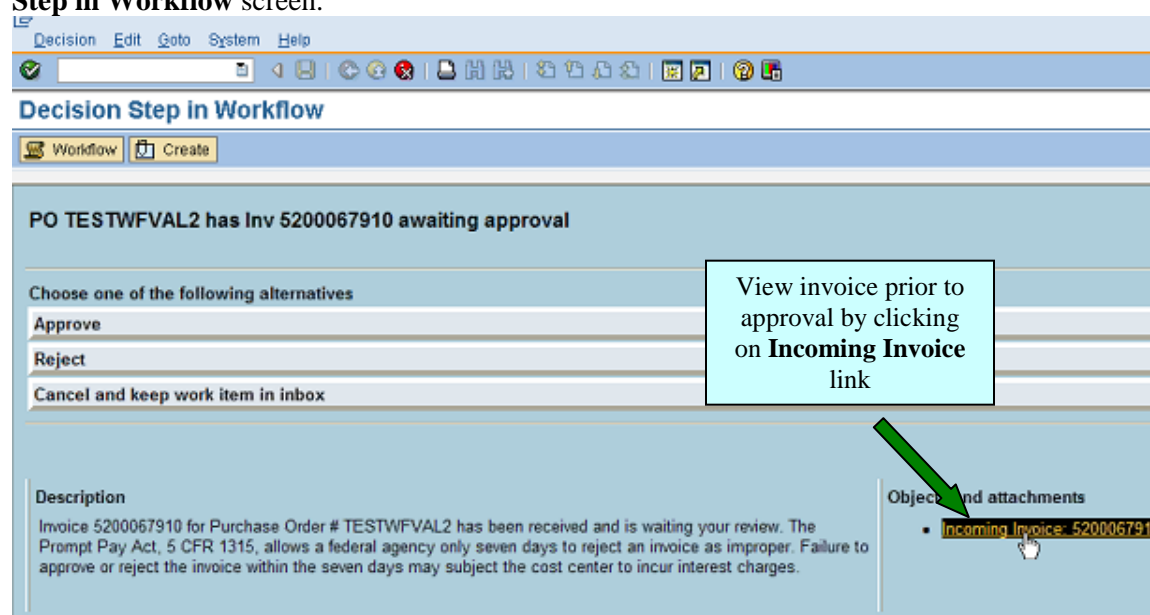 Step in Workflow screen.
Decision Edit Goto System Help
Decision Step in Workflow
Workflow Create
PO TESTWFVAL2 has Inv 5200067910 awaiting approval
Choose one of the following alternatives
Approve
Reject
Cancel and keep work item in inbox
View invoice prior to
approval by clicking
on Incoming Invoice
link
Description
Invoice 5200067910 for Purchase Order # TESTWFVAL2 has been received and is waiting your review. The
Prompt Pay Act, 5 CFR 1315, allows a federal agency only seven days to reject an invoice as improper. Failure to
approve or reject the invoice within the seven days may subject the cost center to incur interest charges.
Object nd attachments
Incoming Invoice: 520006791